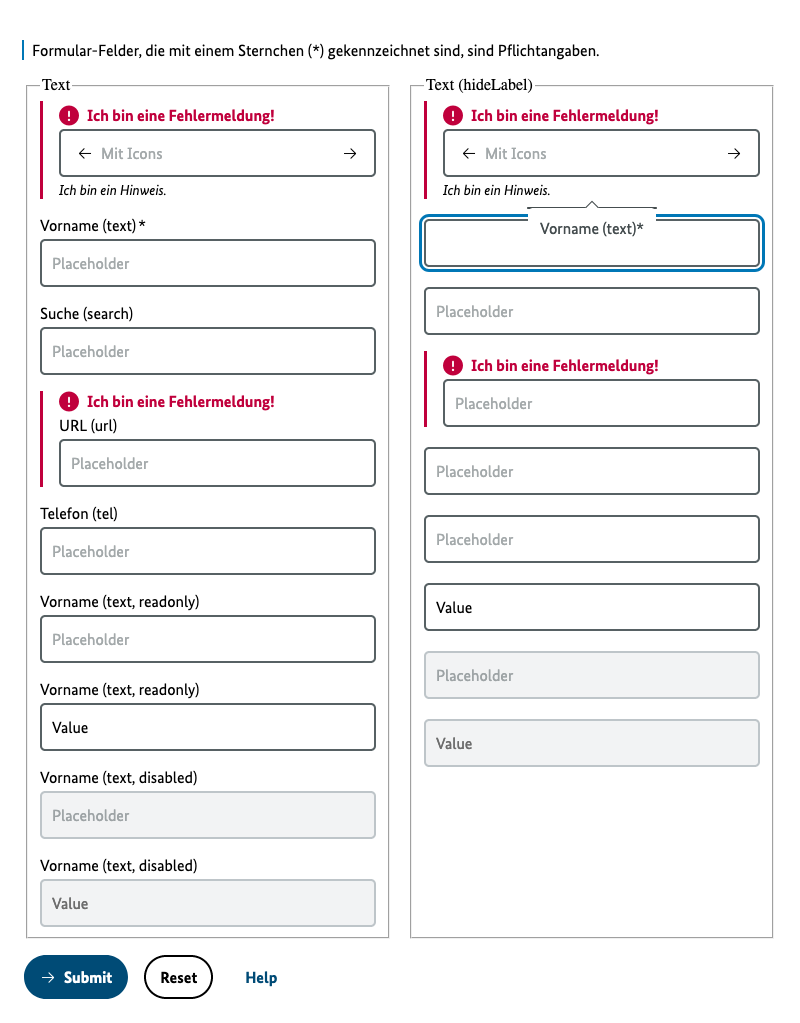 Formular-Felder, die mit einem Sternchen (*) gekennzeichnet sind, sind Pflichtangaben.
Text
Ich bin eine Fehlermeldung!
Mit Icons
Ich bin ein Hinweis.
Vorname (text)*
Placeholder
Suche (search)
Placeholder
Ich bin eine Fehlermeldung!
URL (url)
Placeholder
Telefon (tel)
Placeholder
Vorname (text, readonly)
Placeholder
Vorname (text, readonly)
Value
Vorname (text, disabled)
Placeholder
Vorname (text, disabled)
Value
Text (hideLabel)
Ich bin eine Fehlermeldung!
Mit Icons
Ich bin ein Hinweis.
Vorname (text)*
Placeholder
Ich bin eine Fehlermeldung!
Placeholder
Placeholder
Placeholder
Value
Placeholder
Value
Submit
Reset
Help